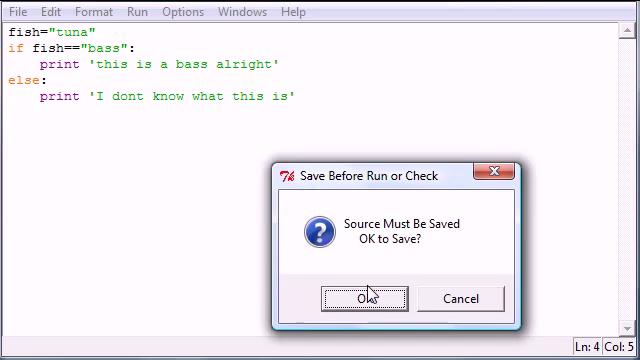 File Edit Format Run Options Windows Help
fish="tuna"
if fish=="bass":
    print 'this is a bass alright'
else:
    print 'I dont know what this is'
Save Before Run or Check
Source Must Be Saved
OK to Save?
Cancel
Ln: 4 Col: 5